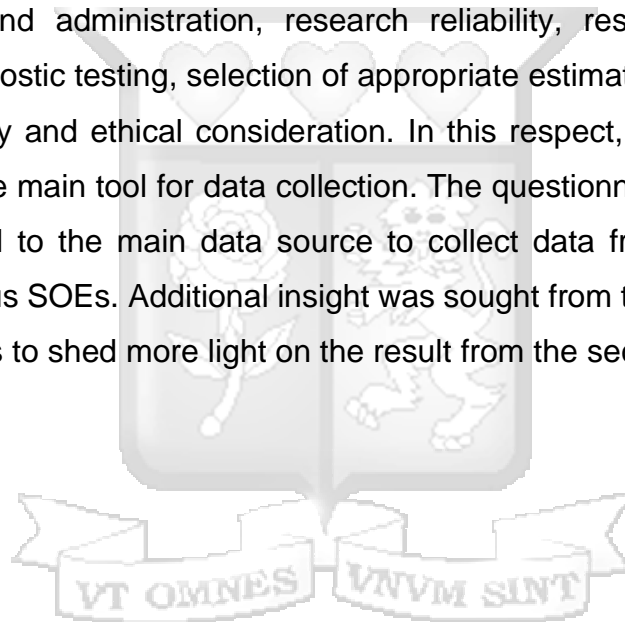 nd administration, research reliability, res
ostic testing, selection of appropriate estimat
y and ethical consideration. In this respect,
e main tool for data collection. The questionn
l to the main data source to collect data fr
us SOEs. Additional insight was sought from t
s to shed more light on the result from the sec
VT OMNES VNVM SINT